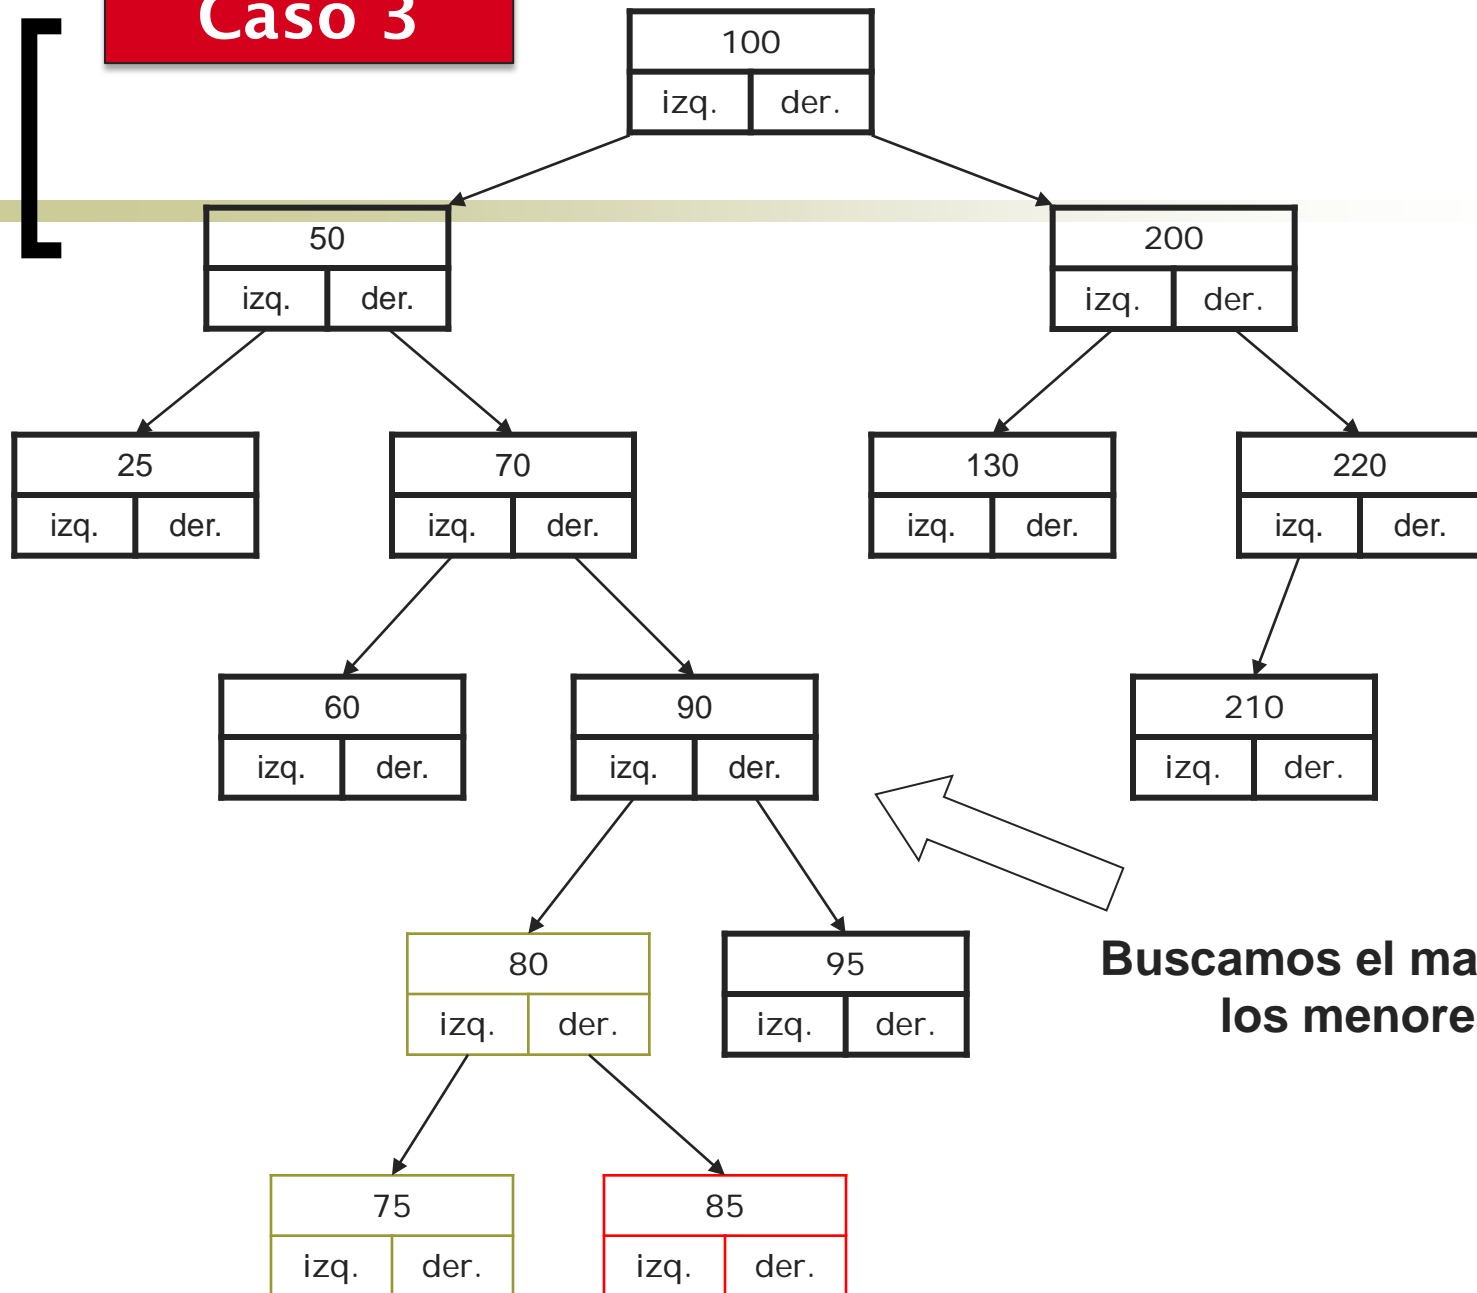 Caso 3
100
izq. der.
50
izq. der.
200
izq. der.
25
izq. der.
70
izq. der.
130
izq. der.
220
izq. der.
60
izq. der.
90
izq. der.
210
izq. der.
80
izq. der.
95
izq. der.
Buscamos el ma
los menores
75
izq. der.
85
izq. der.